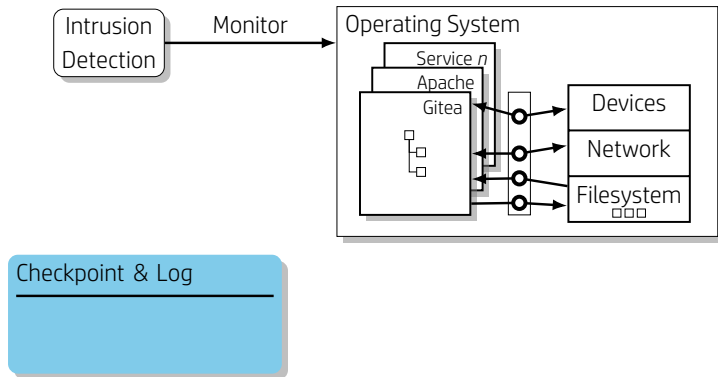 Intrusion
Detection
Monitor
Operating System
Service n
Apache
Gitea
Devices
Network
Filesystem
Checkpoint & Log